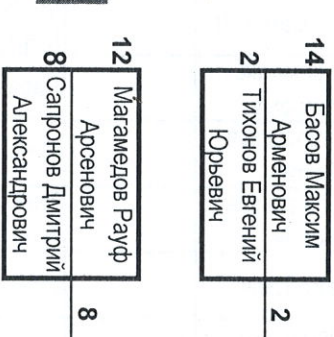 14
Басов Максим
Арменович
2
Тихонов Евгений
Юрьевич
2
12
Магамедов Рауф
Арсенович
8
Сапронов Дмитрий
Александрович
8